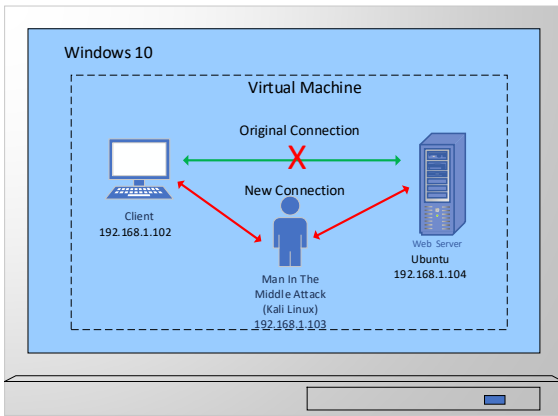 Windows 10
Virtual Machine
Original Connection
X
New Connection
Client
192.168.1.102
Web Server
Ubuntu
192.168.1.104
Man In The
Middle Attack
(Kali Linux)
192.168.1.103